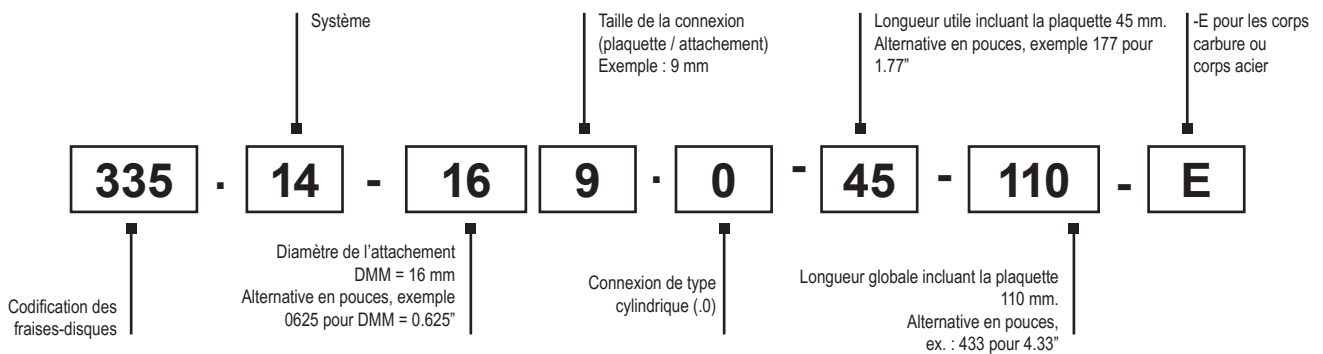 Système
Taille de la connexion
(plaquette / attachement)
Exemple : 9 mm
Longueur utile incluant la plaquette 45 mm.
Alternative en pouces, exemple 177 pour
1.77”
-E pour les corps
carbure ou
corps acier
335 . 14 - 16 9 . 0 - 45 - 110 - E
Codification des
fraises-disques
Diamètre de l’attachement
DMM = 16 mm
Alternative en pouces, exemple
0625 pour DMM = 0.625”
Connexion de type
cylindrique (.0)
Longueur globale incluant la plaquette
110 mm.
Alternative en pouces,
ex. : 433 pour 4.33”